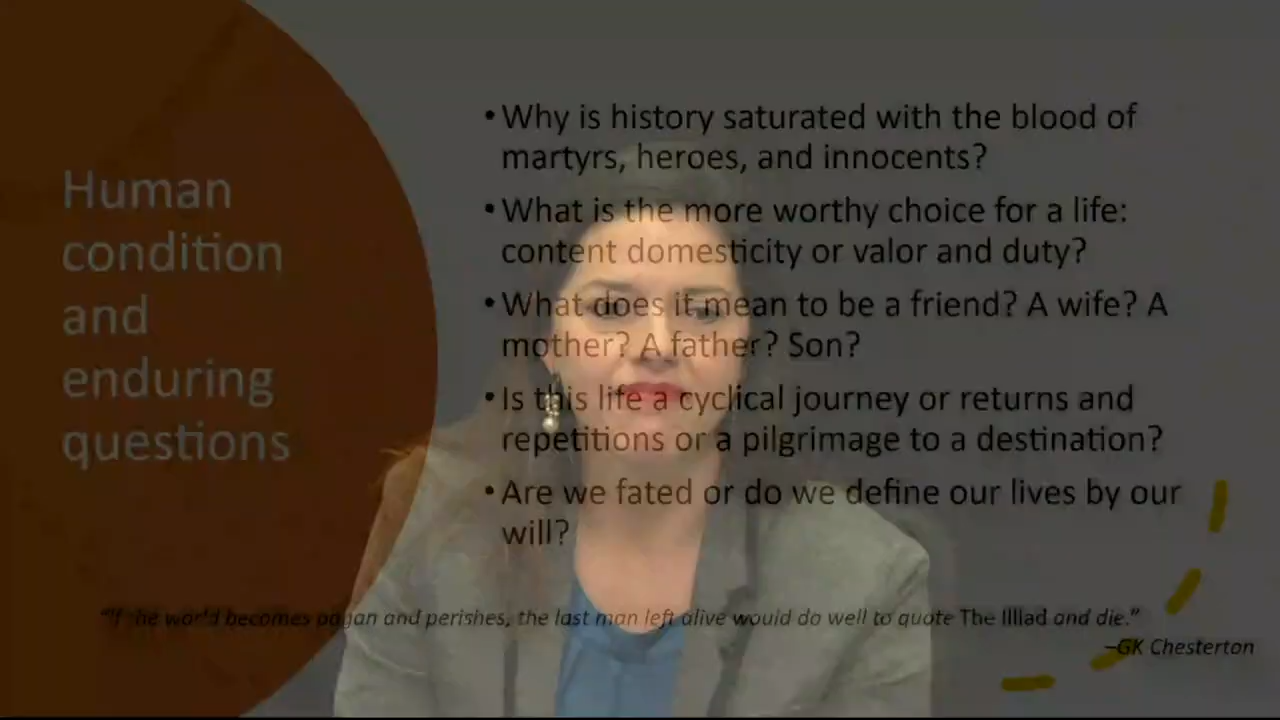 Human
condition
and
enduring
questions
•Why is history saturated with the blood of
martyrs, heroes, and innocents?
•What is the more worthy choice for a life:
content domesticity or valor and duty?
•What does it mean to be a friend? A wife? A
mother? A father? Son?
•Is this life a cyclical journey or returns and
repetitions or a pilgrimage to a destination?
•Are we fated or do we define our lives by our
will?
"If the world becomes pagan and perishes, the last man left alive would do well to quote The Illiad and die."
–GK Chesterton